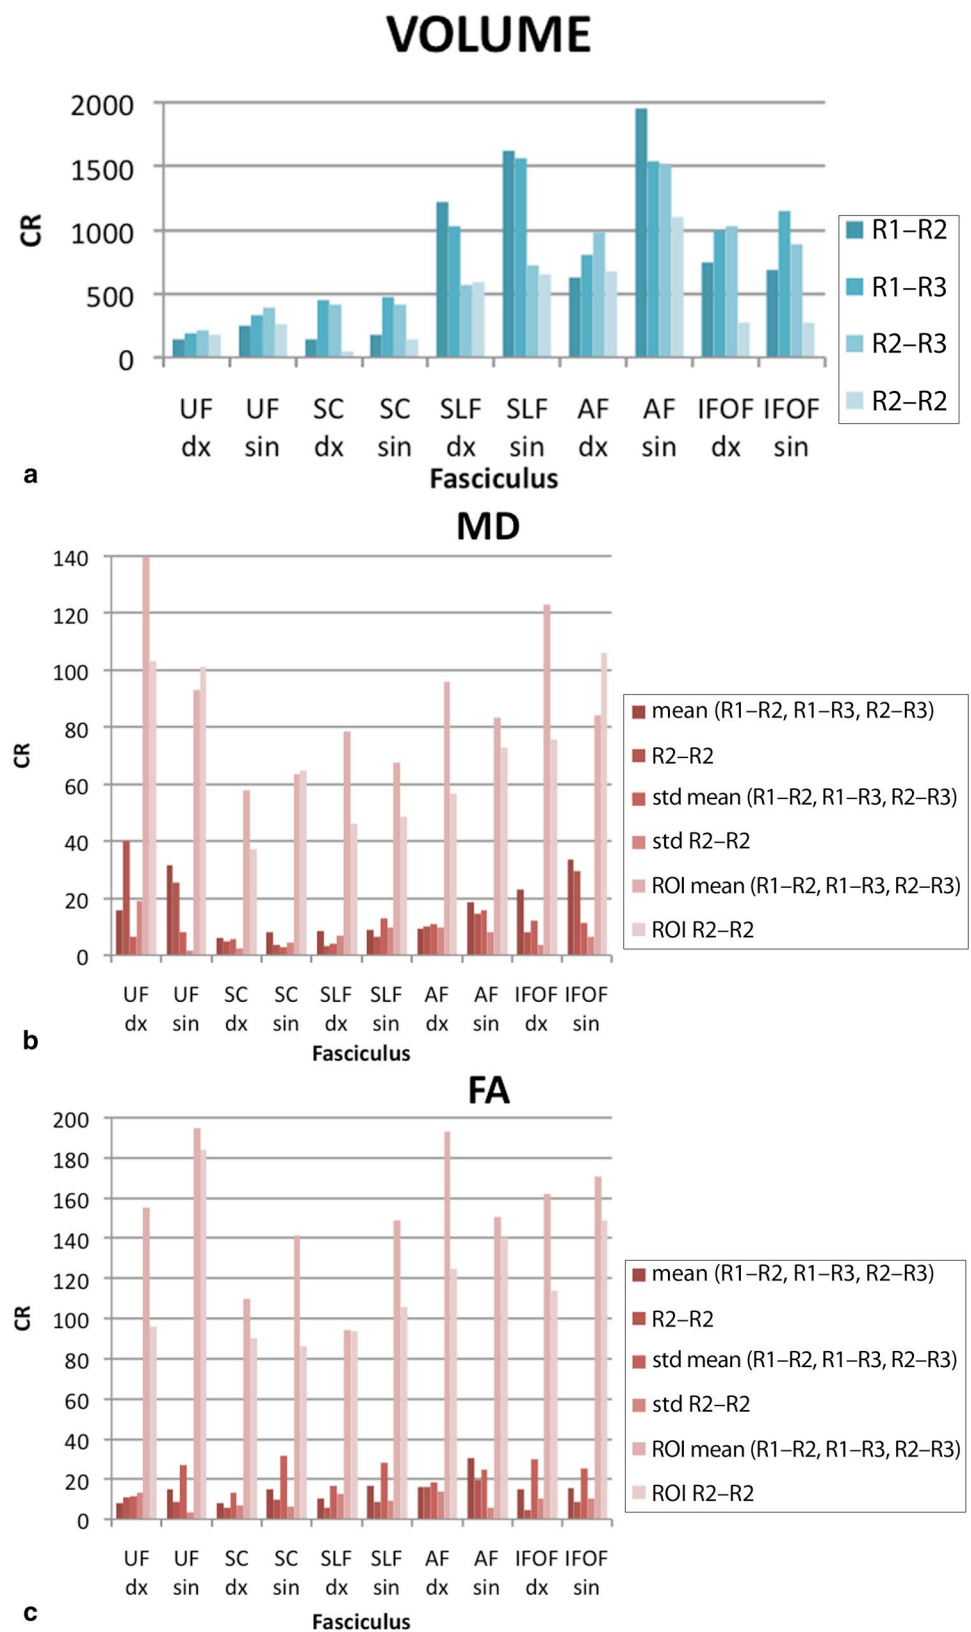 VOLUME
2000
1500
1000
500
0
CR
R1–R2
R1–R3
R2–R3
R2–R2
UF UF SC SC SLF SLF AF AF IFOF IFOF
dx sin dx sin dx sin dx sin dx sin
Fasciculus
a
MD
140
120
100
80
60
40
20
0
CR
mean (R1–R2, R1–R3, R2–R3)
R2–R2
std mean (R1–R2, R1–R3, R2–R3)
std R2–R2
ROI mean (R1–R2, R1–R3, R2–R3)
ROI R2–R2
UF UF SC SC SLF SLF AF AF IFOF IFOF
dx sin dx sin dx sin dx sin dx sin
Fasciculus
b
FA
200
180
160
140
120
100
80
60
40
20
0
CR
mean (R1–R2, R1–R3, R2–R3)
R2–R2
std mean (R1–R2, R1–R3, R2–R3)
std R2–R2
ROI mean (R1–R2, R1–R3, R2–R3)
ROI R2–R2
UF UF SC SC SLF SLF AF AF IFOF IFOF
dx sin dx sin dx sin dx sin dx sin
Fasciculus
c